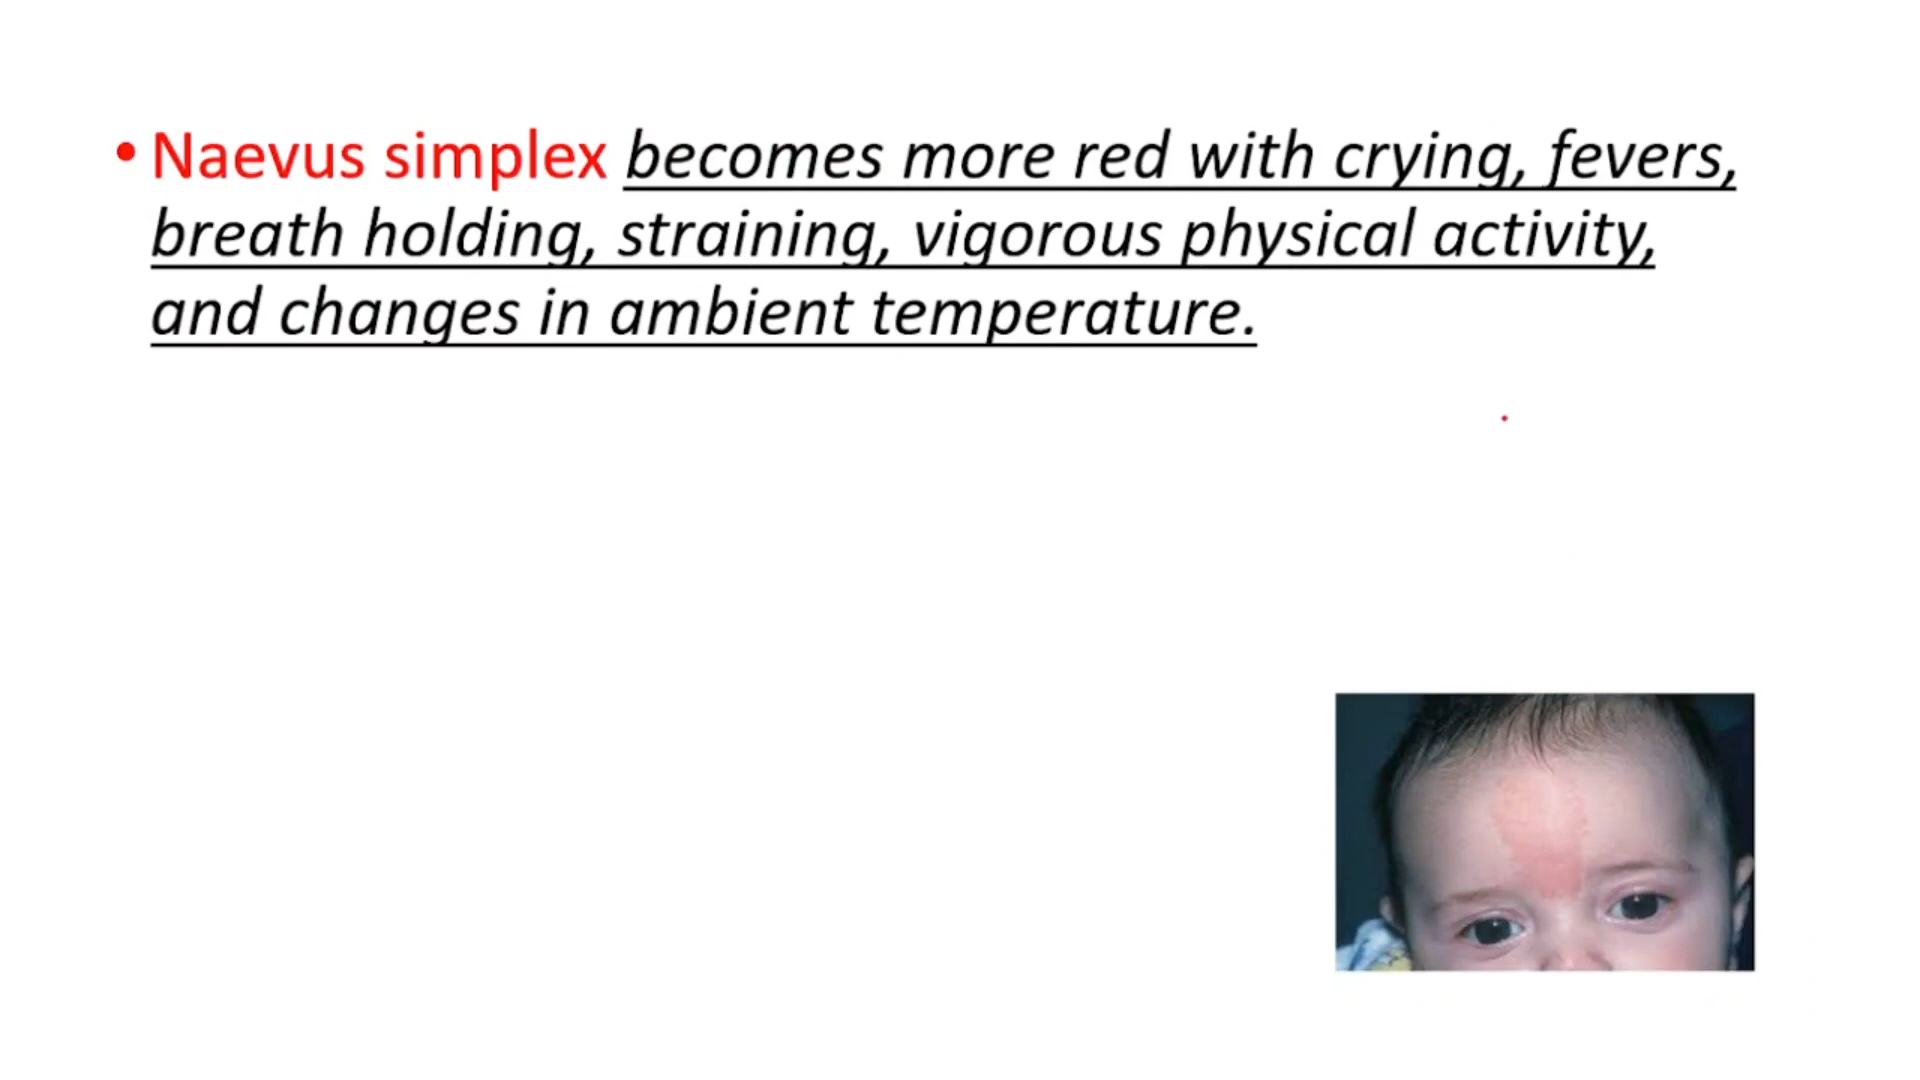 • Naevus simplex becomes more red with crying, fevers,
breath holding, straining, vigorous physical activity,
and changes in ambient temperature.